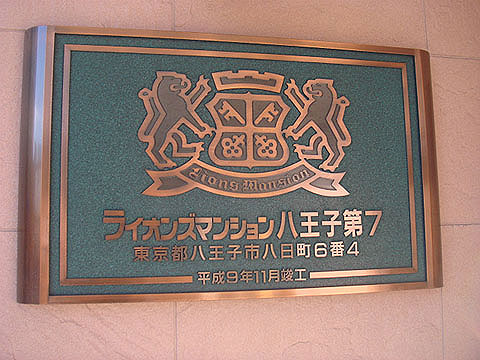 Lions Mansion
ライオンズマンション八王子第7
東京都八王子市八日町6番4
平成9年11月竣工